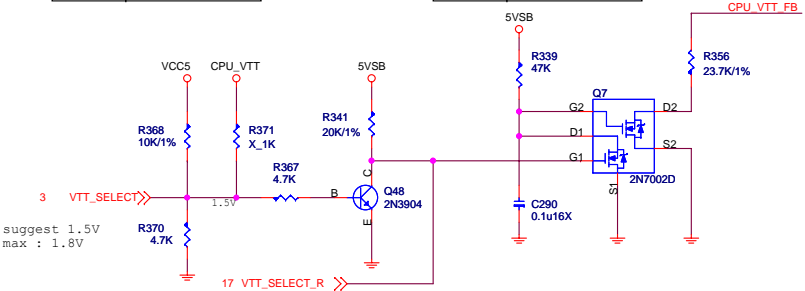 CPU_VTT_FB
5VSB
VCC5 CPU_VTT 5VSB
R339
47K
R356
23.7K/1%
Q7
R368
10K/1%
R371
X_1K
R341
20K/1%
G2 D2
D1 S2
G1
2N7002D
S1
R367
4.7K
C
3 VTT_SELECT
1.5V
B
Q48
2N3904
E
C290
0.1u16X
R370
4.7K
suggest 1.5V
max : 1.8V
17 VTT_SELECT_R